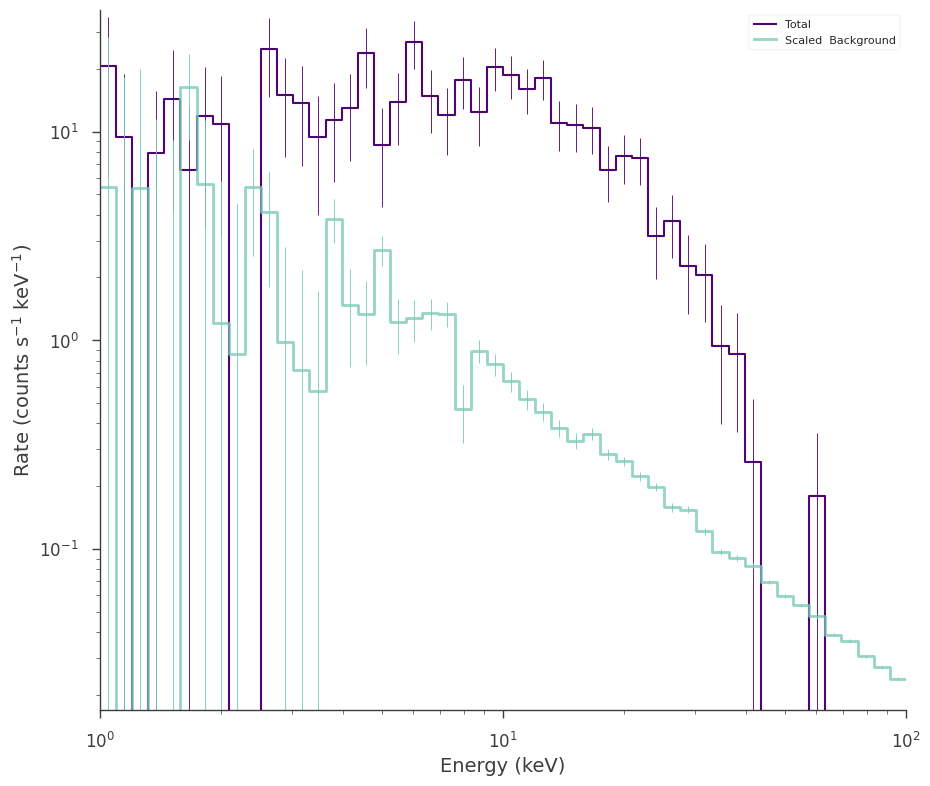 Total
Scaled  Background
10¹
10⁰
10⁻¹
Rate (counts s⁻¹ keV⁻¹)
10⁰ 10¹ 10²
Energy (keV)